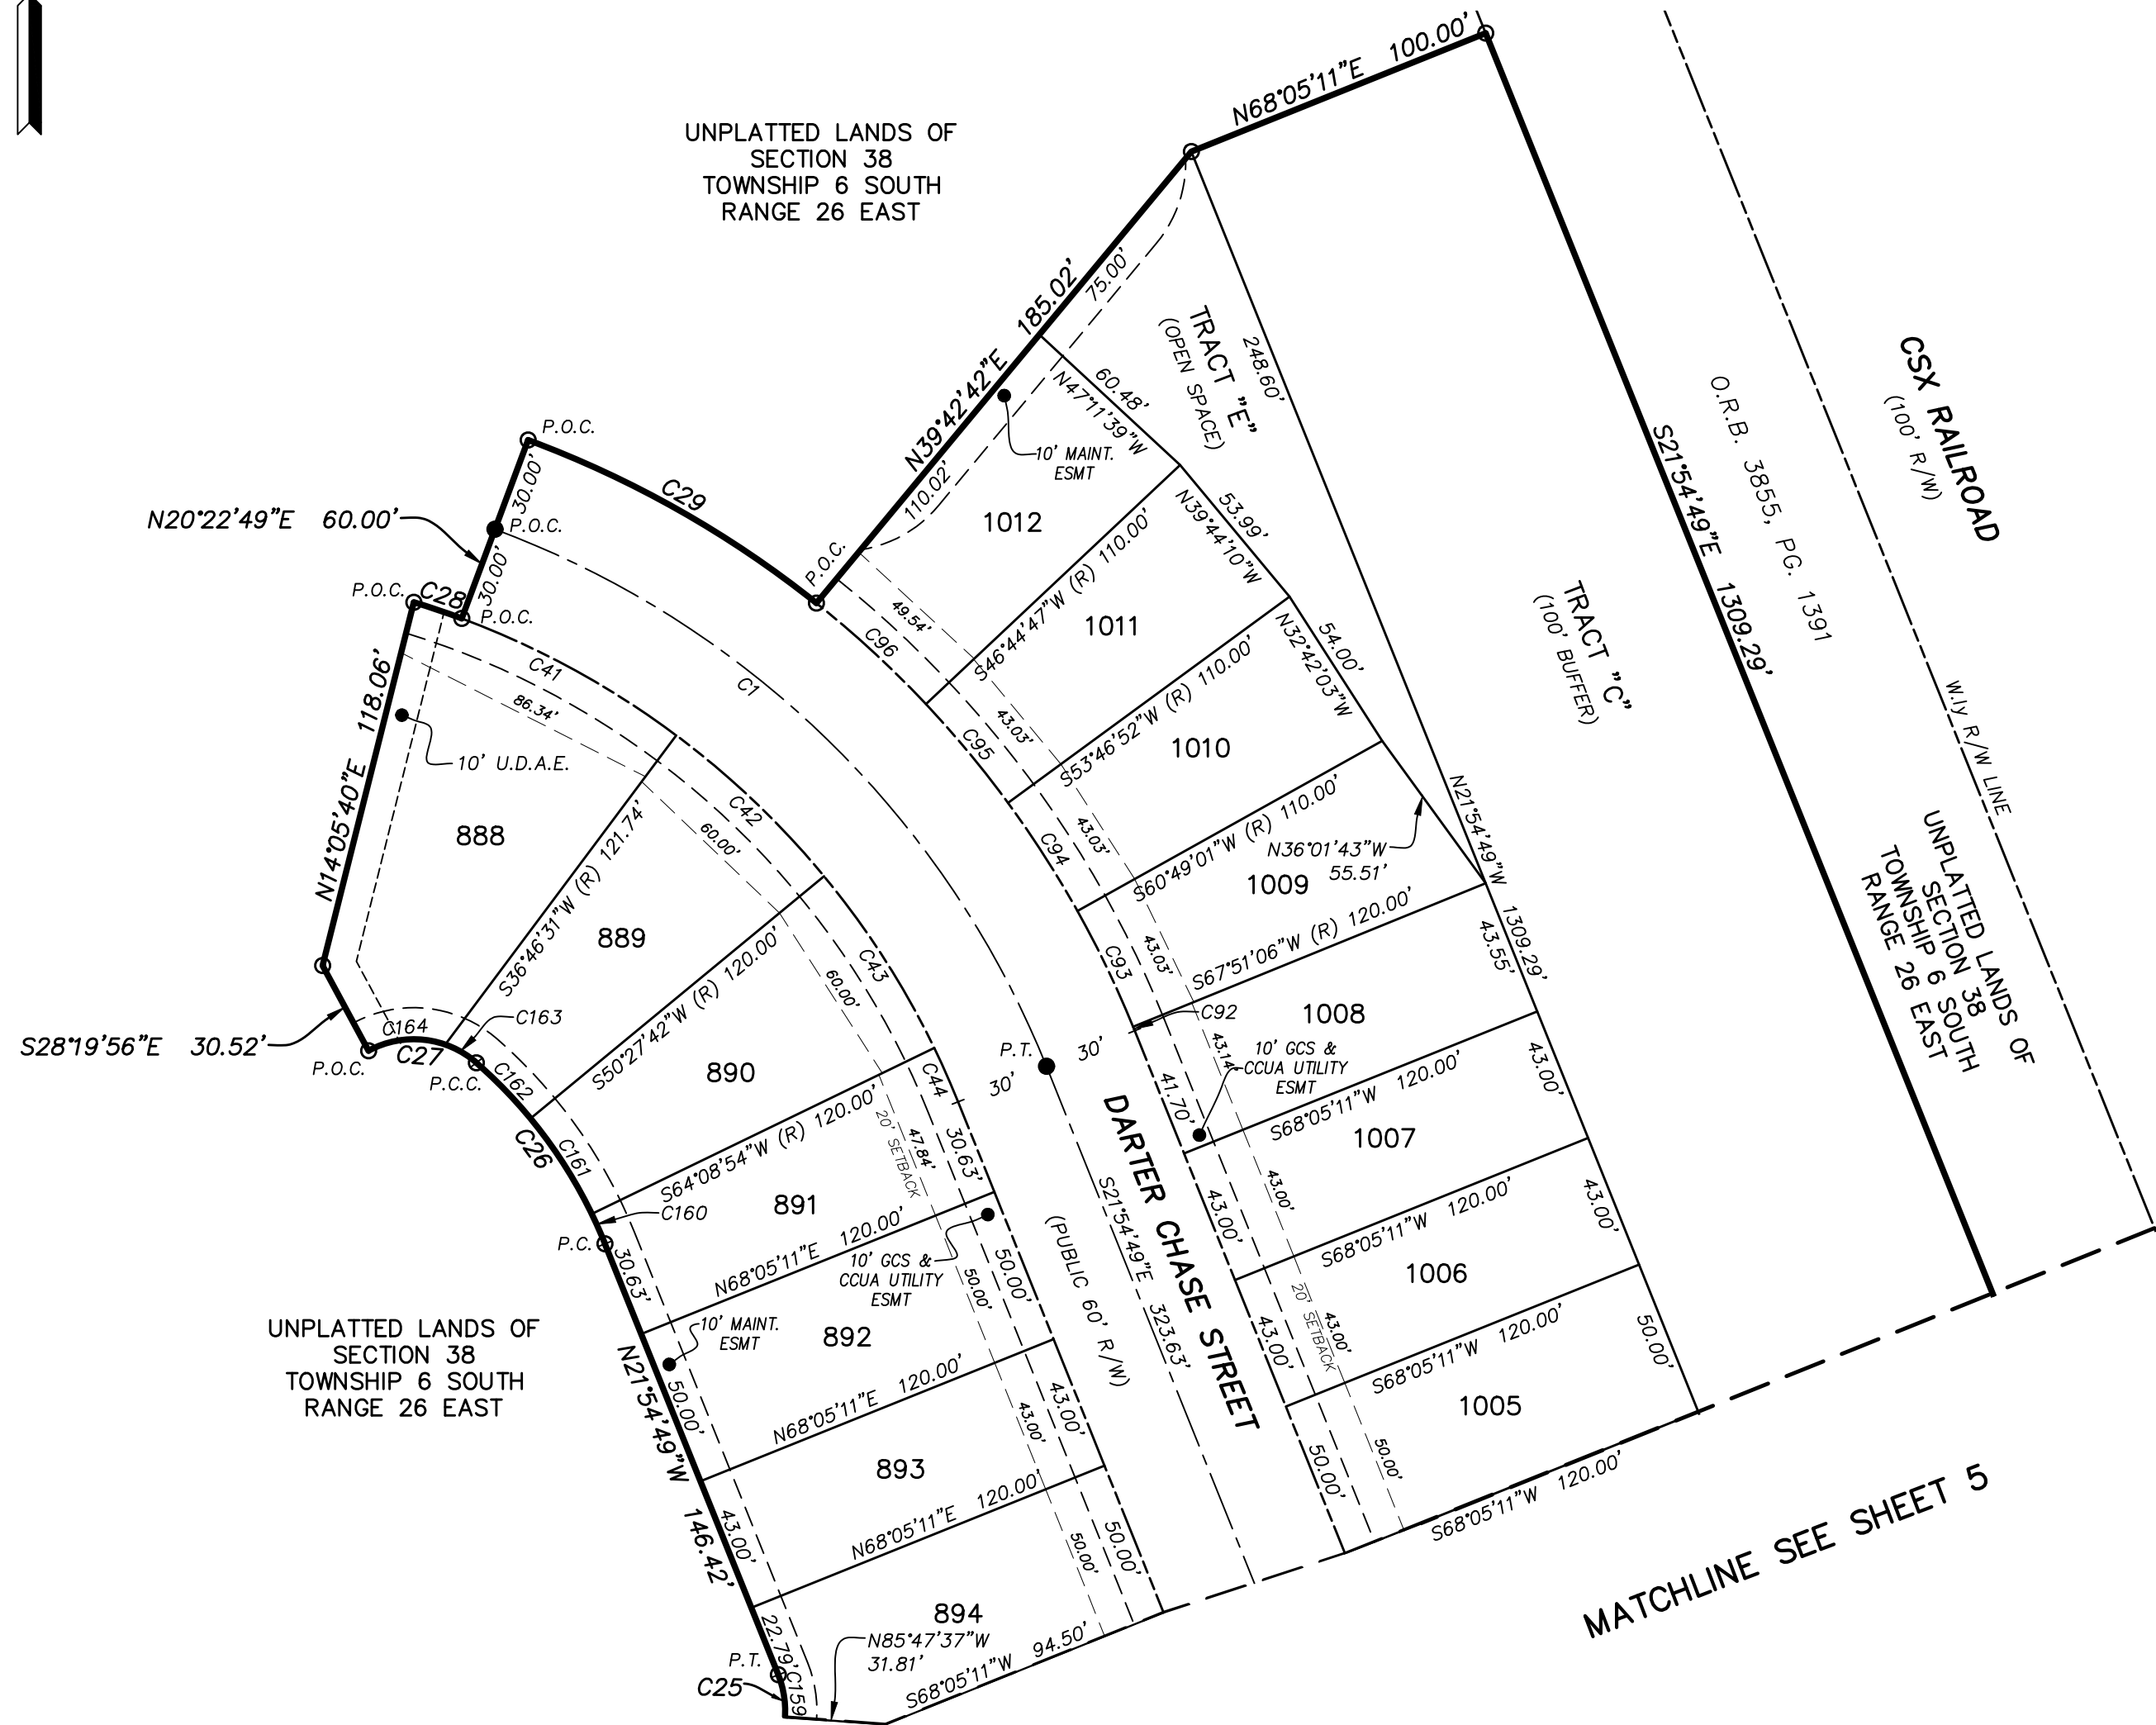 N68°05'11"E 100.00'
UNPLATTED LANDS OF
SECTION 38
TOWNSHIP 6 SOUTH
RANGE 26 EAST
N39°42'42"E 185.02'
75.00'
110.02'
10' MAINT.
ESMT
TRACT "E"
(OPEN SPACE)
248.60'
60.48'
N47°11'39"W
1012
53.99'
N39°44'10"W
S46°44'47"W (R) 110.00'
49.54'
1011
54.00'
N32°42'03"W
S53°46'52"W (R) 110.00'
43.03'
1010
S60°49'01"W (R) 110.00'
43.03'
N36°01'43"W
55.51'
1009
N21°54'49"W 1309.29'
S67°51'06"W (R) 120.00'
43.03'
43.55'
C92
1008
43.14'
10' GCS &
CCUA UTILITY
ESMT
41.70'
43.00'
S68°05'11"W 120.00'
1007
43.00'
43.00'
43.00'
S68°05'11"W 120.00'
1006
43.00'
43.00'
20' SETBACK
S68°05'11"W 120.00'
50.00'
1005
50.00'
50.00'
S68°05'11"W 120.00'
TRACT "C"
(100' BUFFER)
S21°54'49"E 1309.29'
O.R.B. 3855, PG. 1391
CSX RAILROAD
(100' R/W)
W.ly R/W LINE
UNPLATTED LANDS OF
SECTION 38
TOWNSHIP 6 SOUTH
RANGE 26 EAST
MATCHLINE SEE SHEET 5
P.O.C.
C29
P.O.C.
30.00'
P.O.C.
N20°22'49"E 60.00'
30.00'
P.O.C.
C28
P.O.C.
C96
C95
C94
C93
C1
C41
86.34'
N14°05'40"E 118.06'
10' U.D.A.E.
888
C42
60.00'
S36°46'31"W (R) 121.74'
889
C43
60.00'
S50°27'42"W (R) 120.00'
S28°19'56"E 30.52'
C164
C163
C27
P.O.C.
P.C.C.
C162
C26
C161
890
C44
P.T.
30'
30'
S64°08'54"W (R) 120.00'
20' SETBACK
47.84'
30.63'
C160
891
P.C.
30.63'
N68°05'11"E 120.00'
10' GCS &
CCUA UTILITY
ESMT
50.00'
50.00'
10' MAINT.
ESMT
892
50.00'
N68°05'11"E 120.00'
43.00'
43.00'
893
43.00'
N68°05'11"E 120.00'
50.00'
50.00'
894
22.79'
N21°54'49"W 146.42'
P.T.
C25
C159
N85°47'37"W
31.81'
S68°05'11"W 94.50'
DARTER CHASE STREET
(PUBLIC 60' R/W)
S21°54'49"E 323.63'
UNPLATTED LANDS OF
SECTION 38
TOWNSHIP 6 SOUTH
RANGE 26 EAST